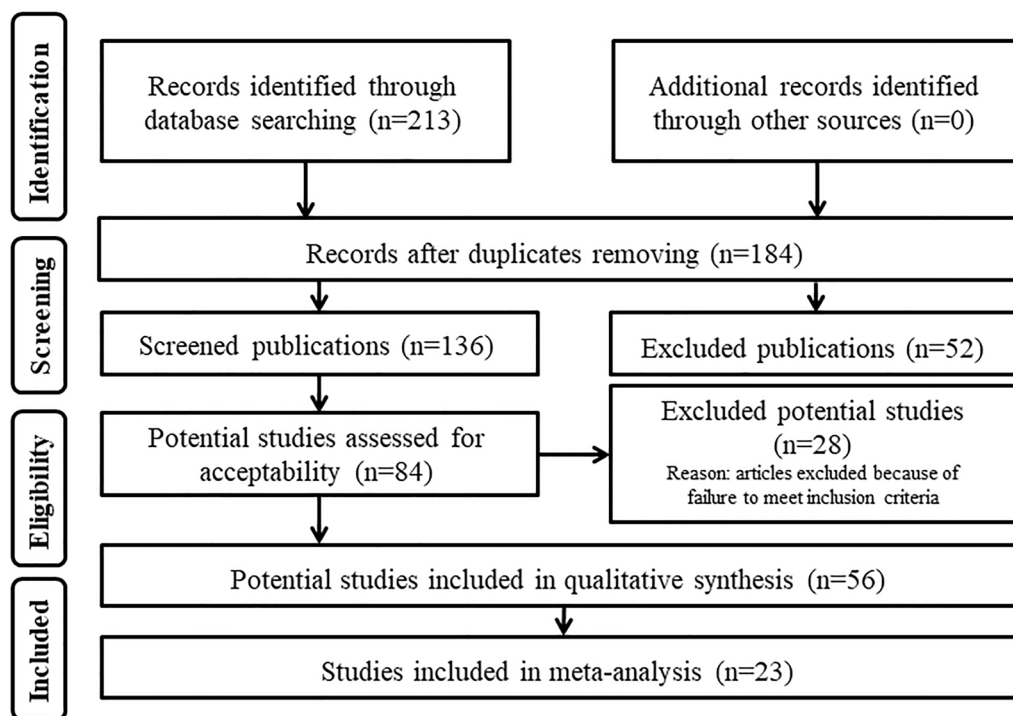 Identification
Records identified through
database searching (n=213)
Additional records identified
through other sources (n=0)
Records after duplicates removing (n=184)
Screening
Screened publications (n=136)
Excluded publications (n=52)
Eligibility
Potential studies assessed for
acceptability (n=84)
Excluded potential studies
(n=28)
Reason: articles excluded because of
failure to meet inclusion criteria
Potential studies included in qualitative synthesis (n=56)
Included
Studies included in meta-analysis (n=23)